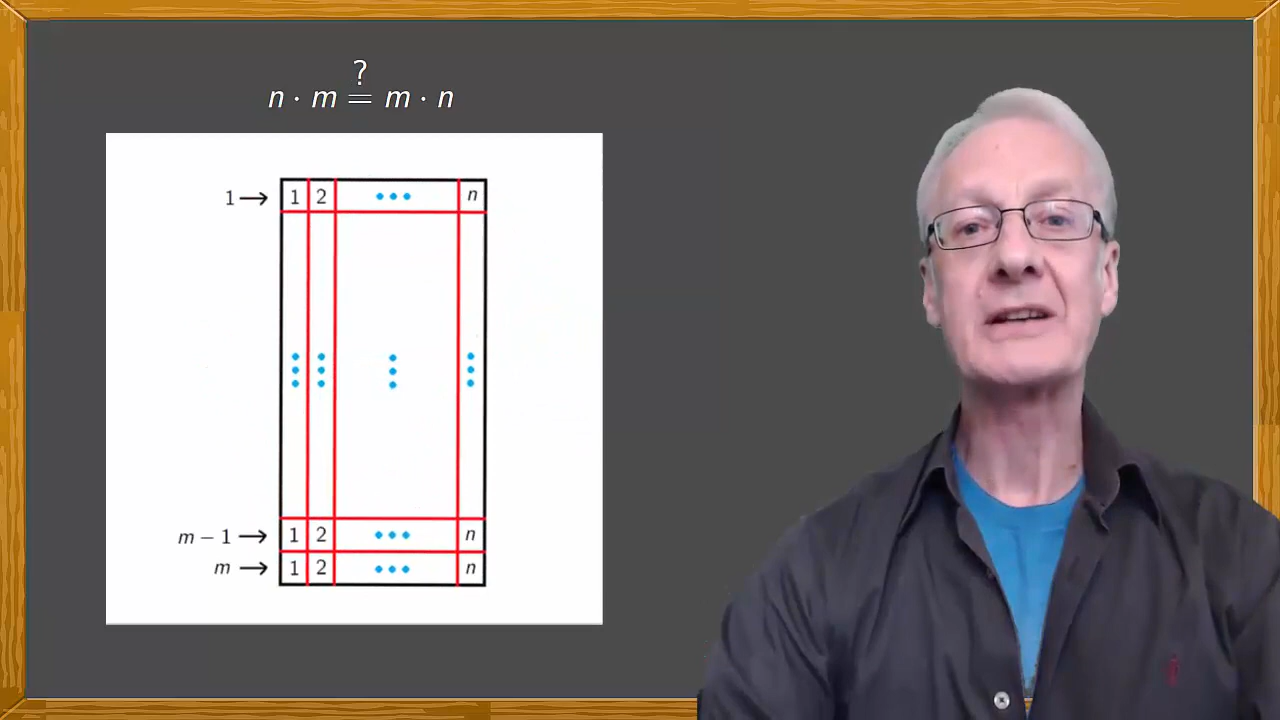 ?
n · m = m · n
1→ 1 2 ••• n
m − 1 → 1 2 ••• n
m → 1 2 ••• n